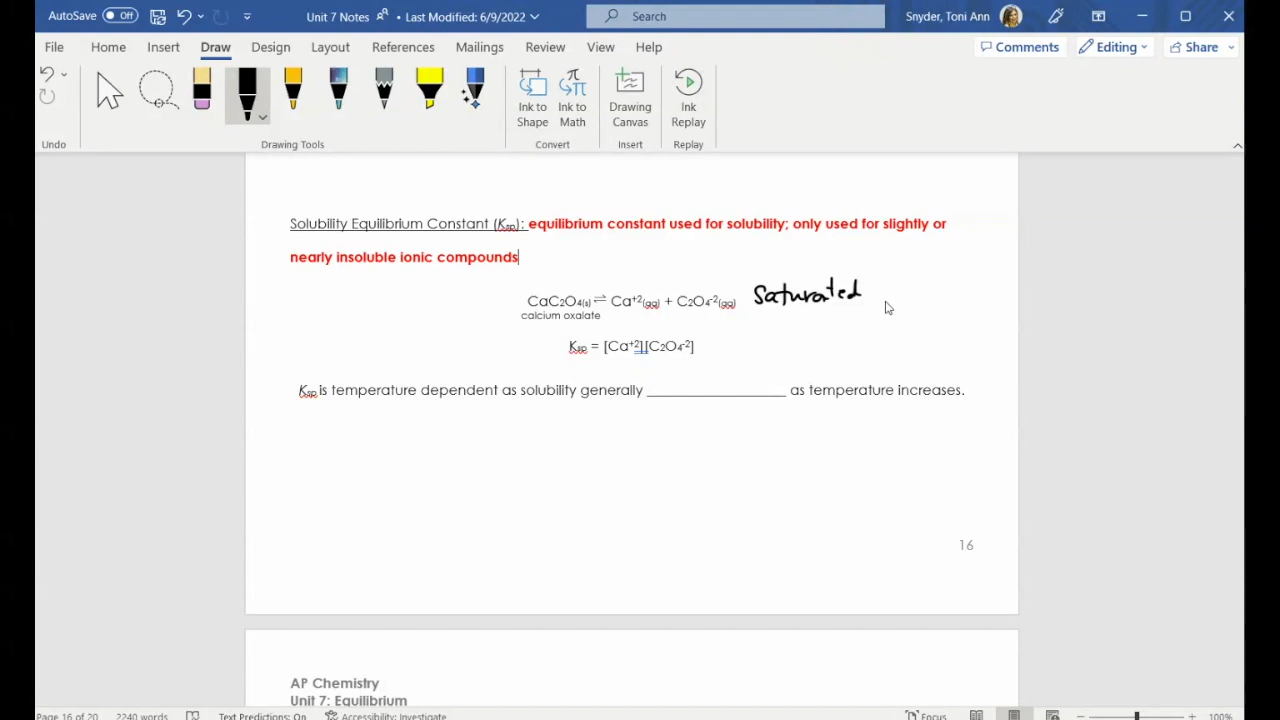 AutoSave Off Unit 7 Notes • Last Modified: 6/9/2022 Search Snyder, Toni Ann
File Home Insert Draw Design Layout References Mailings Review View Help Comments Editing Share
Ink to Shape Ink to Math Drawing Canvas Ink Replay
Undo Drawing Tools Convert Insert Replay
Solubility Equilibrium Constant (Ksp): equilibrium constant used for solubility; only used for slightly or
nearly insoluble ionic compounds
CaC2O4(s) ⇌ Ca+2(aq) + C2O4-2(aq) Saturated
calcium oxalate
Ksp = [Ca+2][C2O4-2]
Ksp is temperature dependent as solubility generally __________________ as temperature increases.
16
AP Chemistry
Unit 7: Equilibrium
Page 16 of 20 2240 words Text Predictions: On Accessibility: Investigate Focus 100%